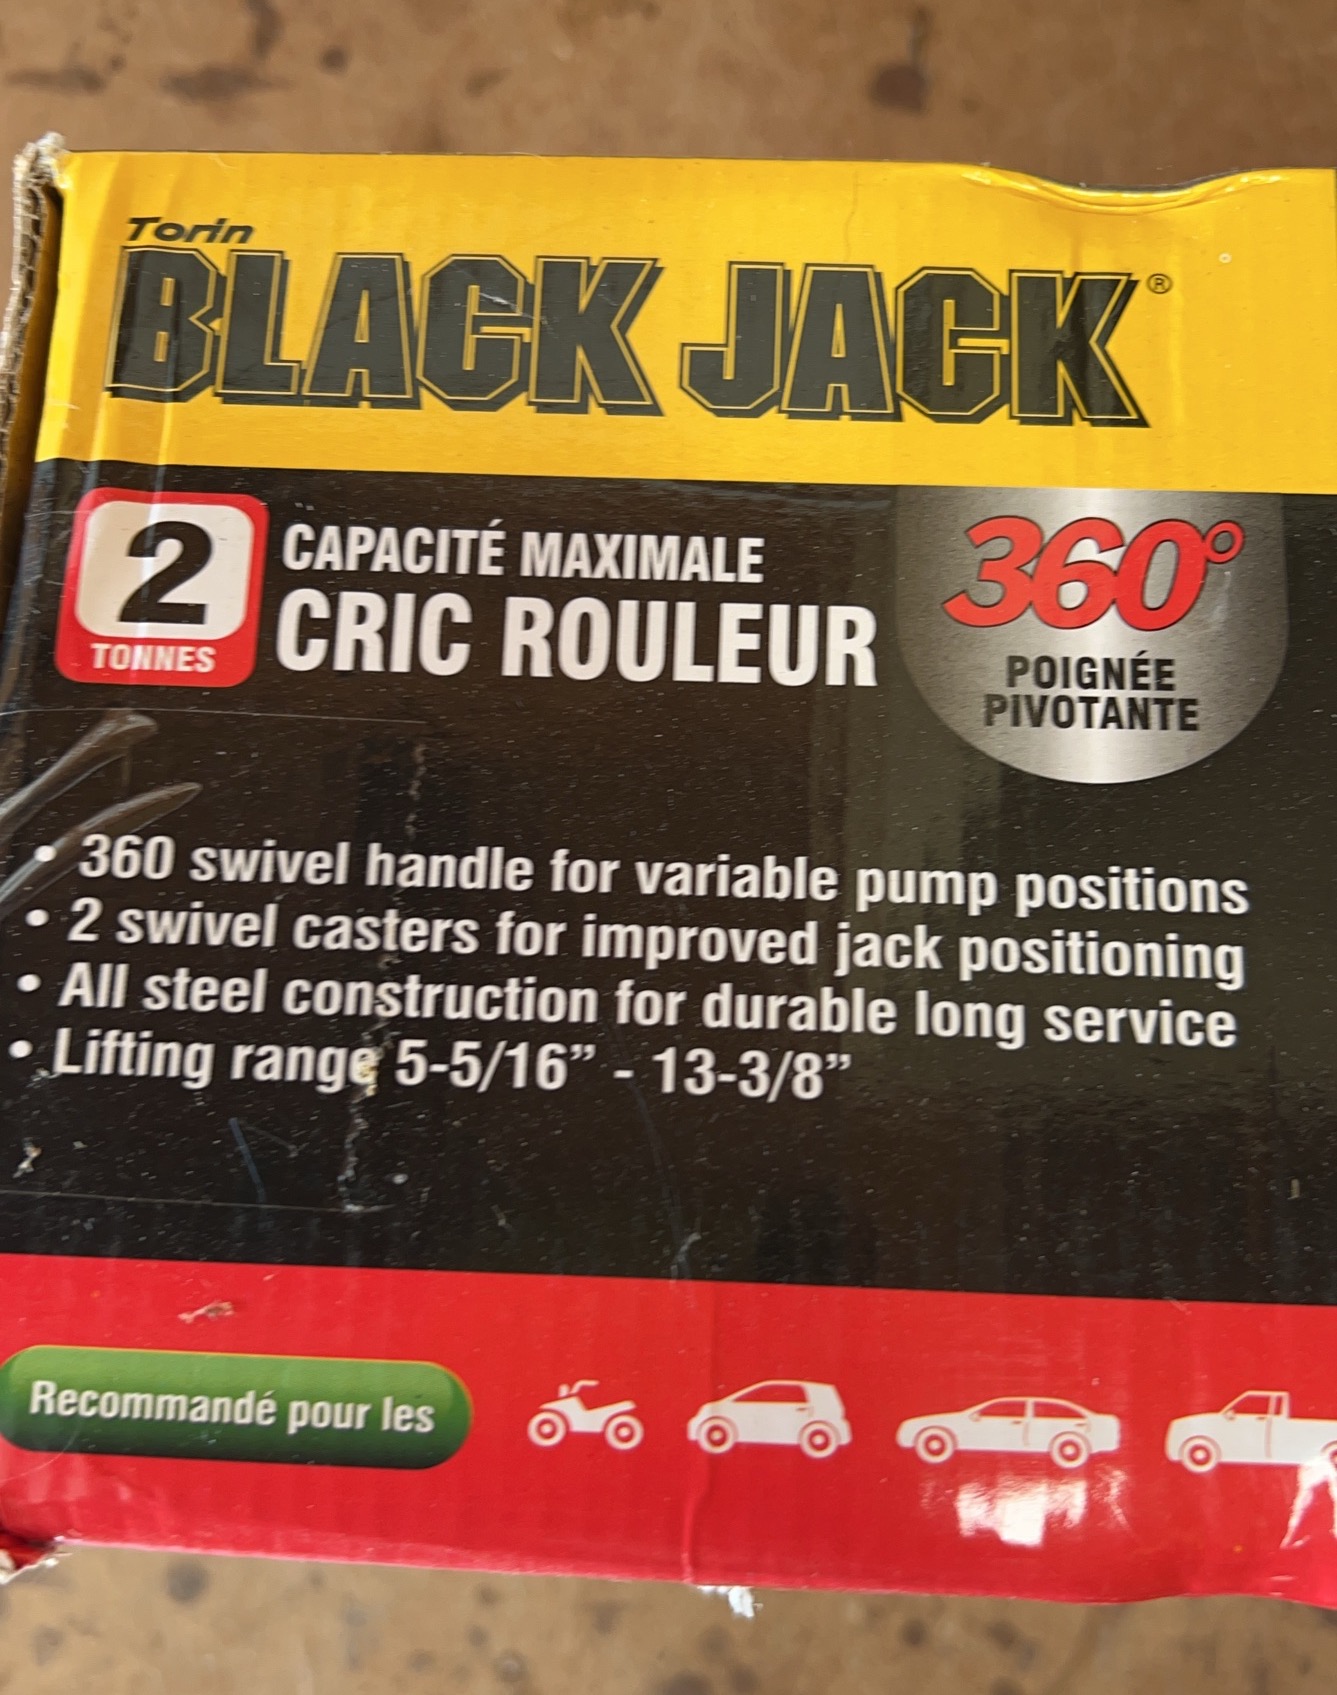 Torin
BLACK JACK®
2
TONNES
CAPACITÉ MAXIMALE
CRIC ROULEUR
360°
POIGNÉE
PIVOTANTE
• 360 swivel handle for variable pump positions
• 2 swivel casters for improved jack positioning
• All steel construction for durable long service
• Lifting range 5-5/16” - 13-3/8”
Recommandé pour les